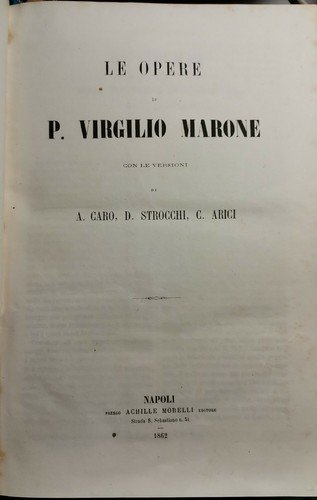 LE OPERE
DI
P. VIRGILIO MARONE
CON LE VERSIONI
DI
A. CARO, D. STROCCHI, C. ARICI
NAPOLI
PRESSO ACHILLE MORELLI EDITORE
Strada S. Sebastiano n. 51
1862